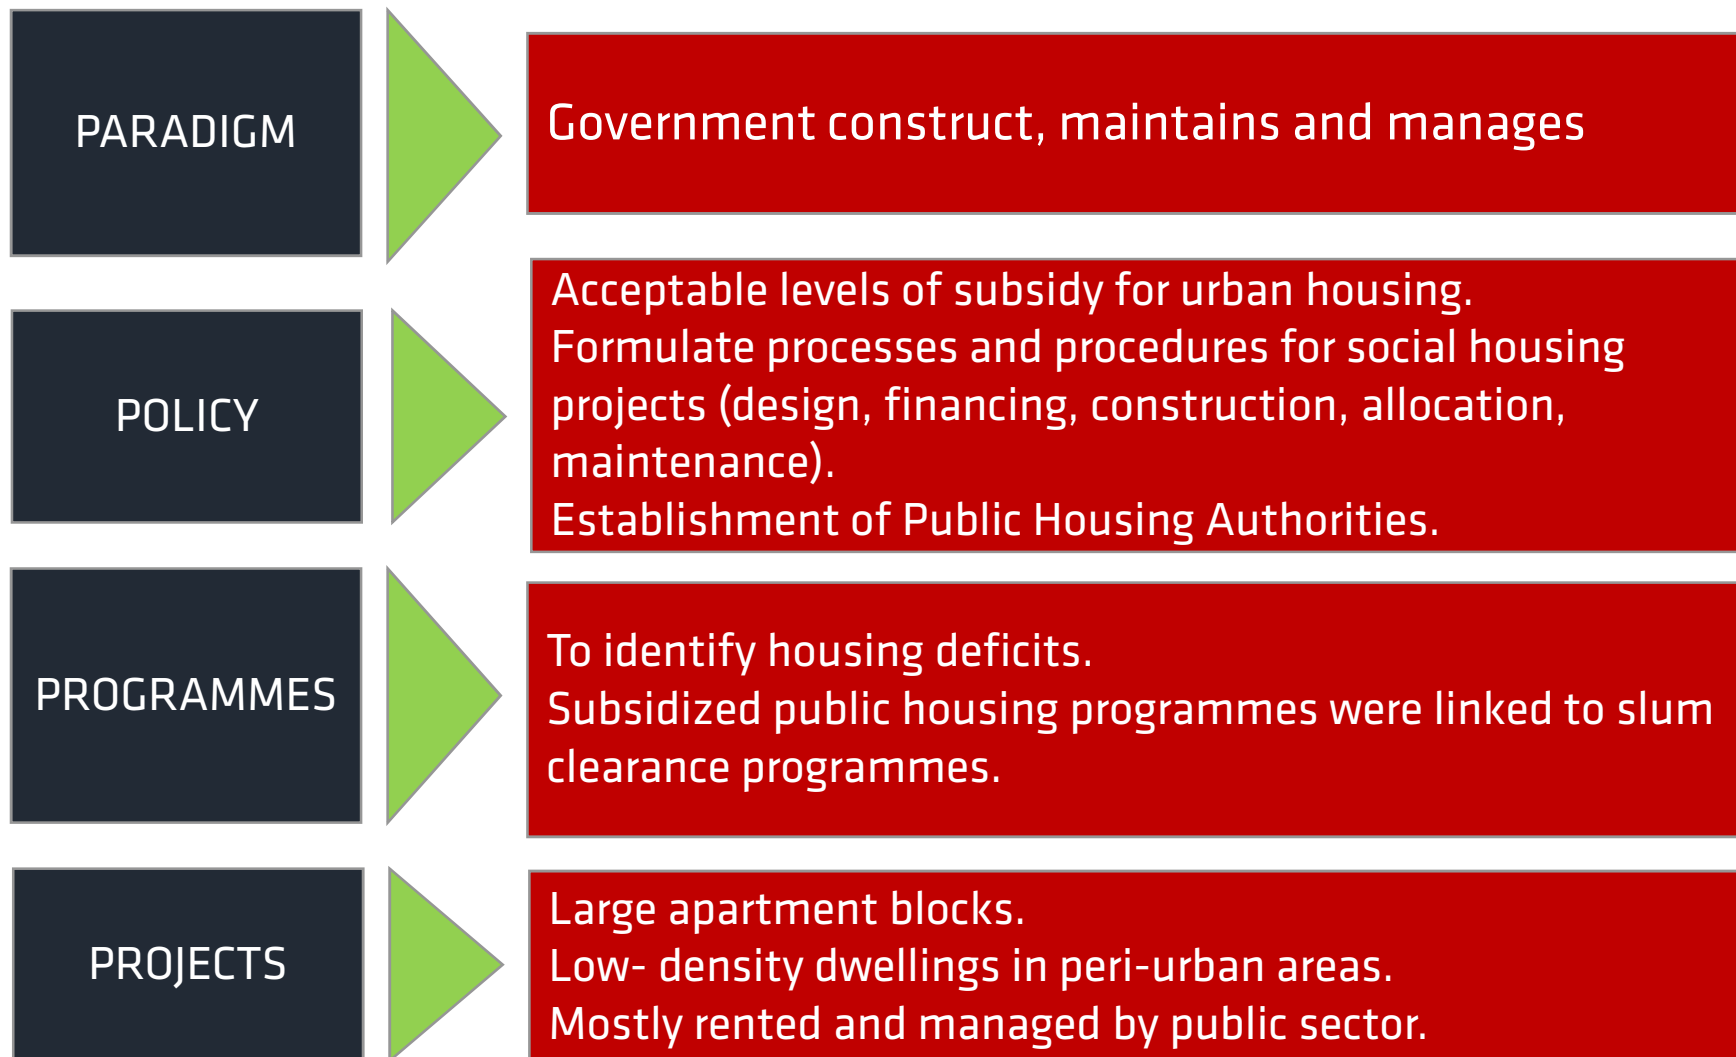 PARADIGM
Government construct, maintains and manages
POLICY
Acceptable levels of subsidy for urban housing.
Formulate processes and procedures for social housing
projects (design, financing, construction, allocation,
maintenance).
Establishment of Public Housing Authorities.
PROGRAMMES
To identify housing deficits.
Subsidized public housing programmes were linked to slum
clearance programmes.
PROJECTS
Large apartment blocks.
Low- density dwellings in peri-urban areas.
Mostly rented and managed by public sector.